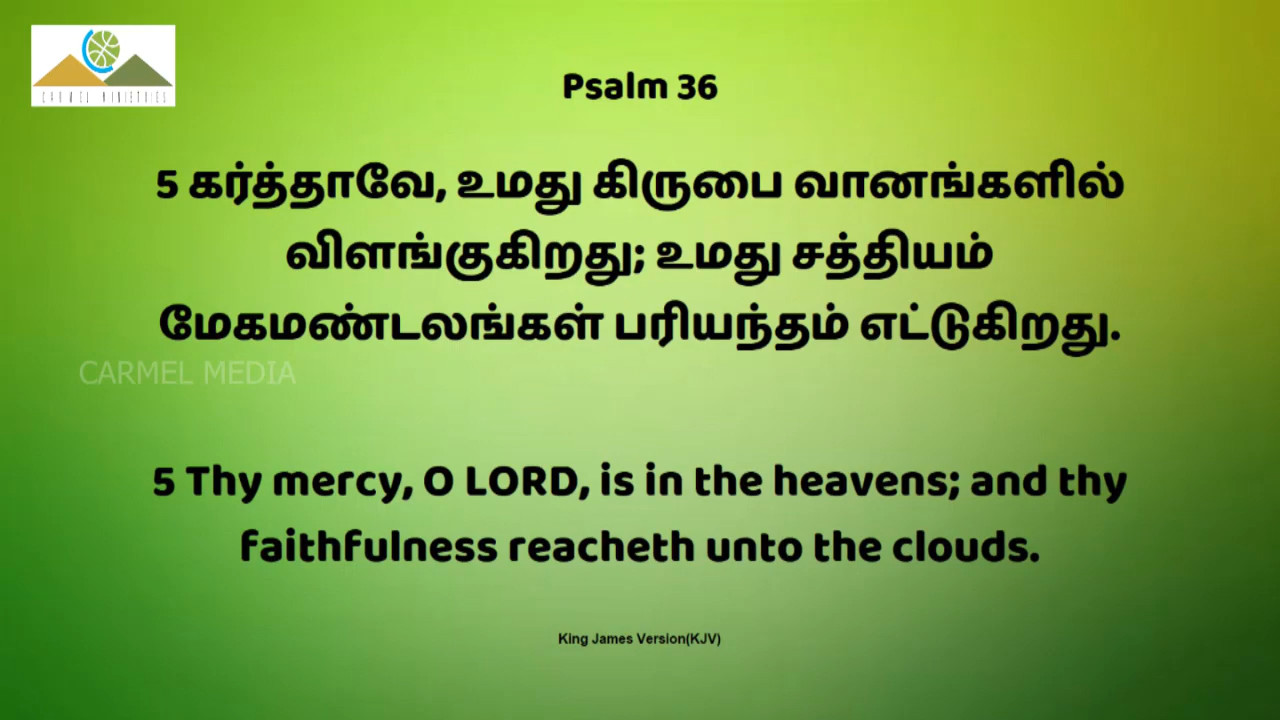 CARMEL MINISTRIES
Psalm 36
5 கர்த்தாவே, உமது கிருபை வானங்களில்
விளங்குகிறது; உமது சத்தியம்
மேகமண்டலங்கள் பரியந்தம் எட்டுகிறது.
CARMEL MEDIA
5 Thy mercy, O LORD, is in the heavens; and thy
faithfulness reacheth unto the clouds.
King James Version(KJV)